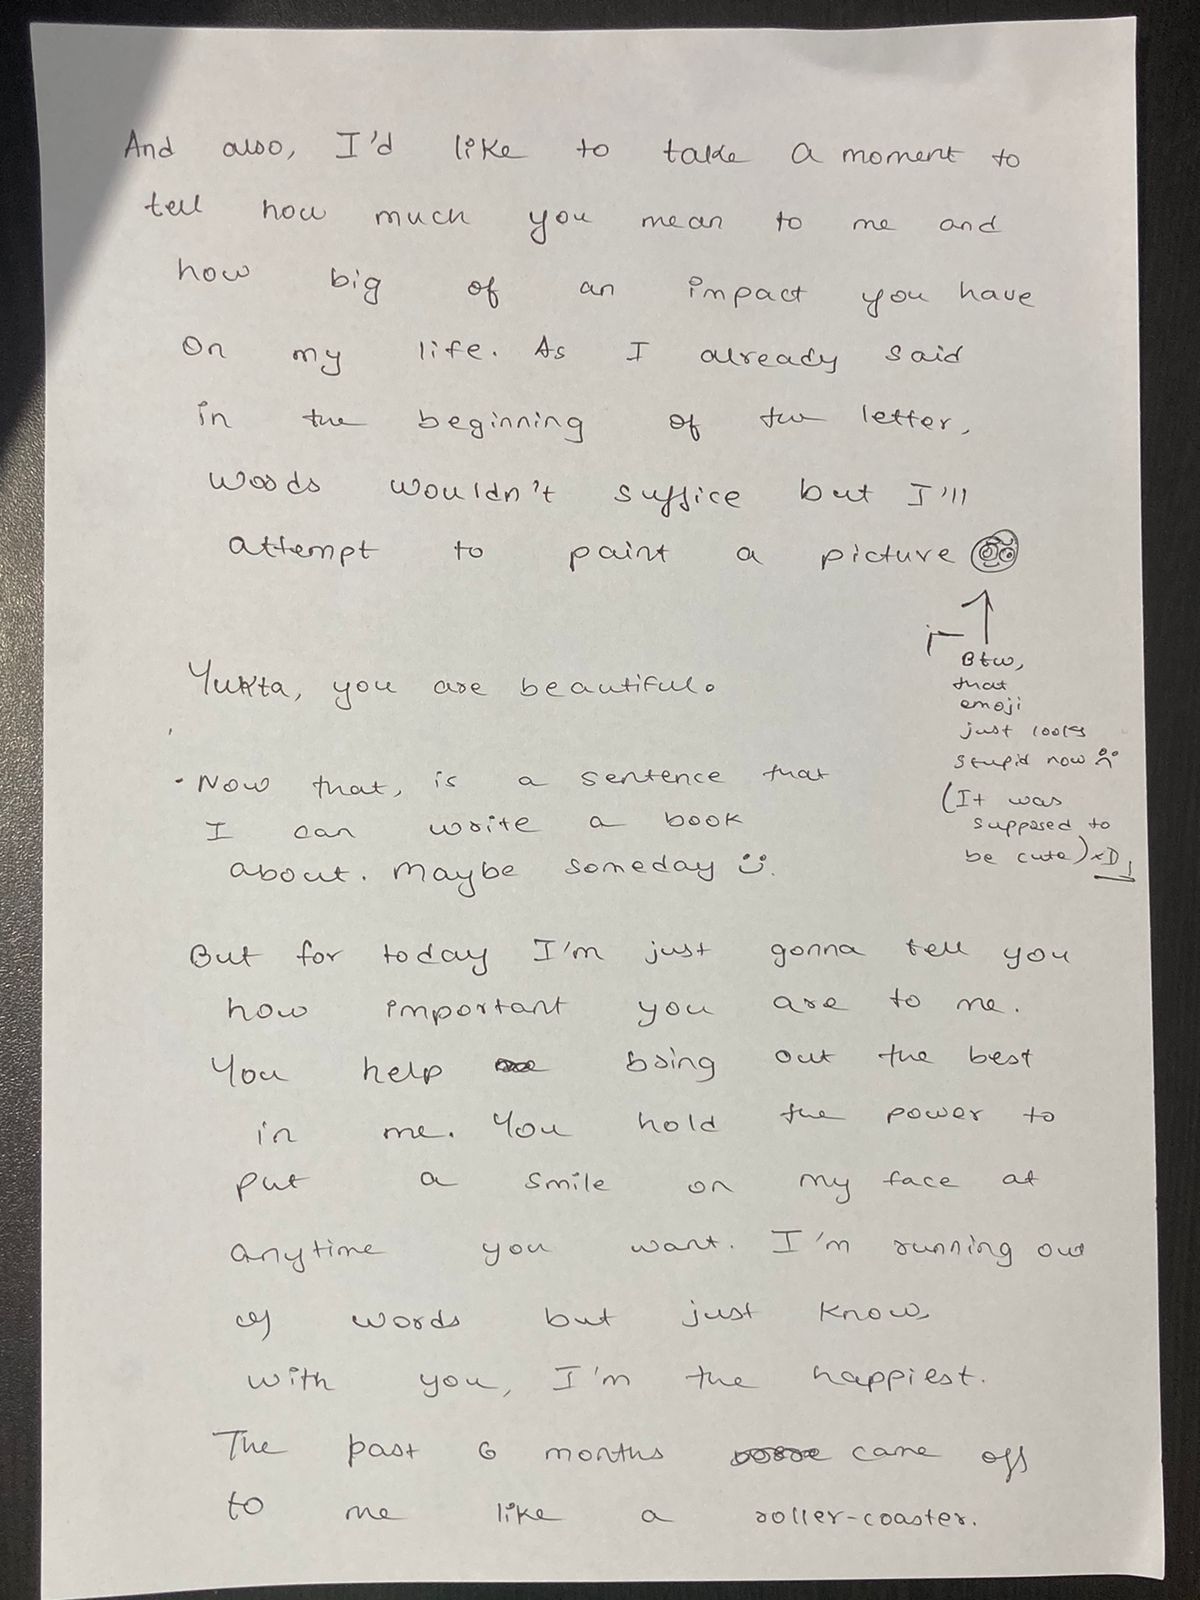 And also, I'd like to take a moment to
tell how much you mean to me and
how big of an impact you have
on my life. As I already said
in the beginning of the letter,
words wouldn't suffice but I'll
attempt to paint a picture
Btw,
that
emoji
just looks
stupid now :(
(It was
supposed to
be cute) xD
Yukta, you are beautiful.
- Now that, is a sentence that
I can write a book
about. Maybe someday :).
But for today I'm just gonna tell you
how important you are to me.
You help bring out the best
in me. You hold the power to
put a smile on my face at
anytime you want. I'm running out
of words but just know,
with you, I'm the happiest.
The past 6 months came off
to me like a roller-coaster.